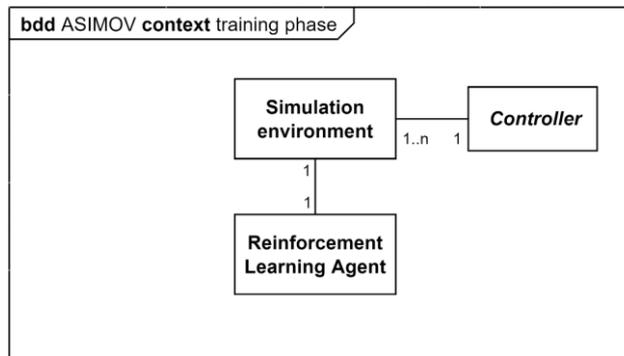 bdd ASIMOV context training phase
Simulation
environment
Controller
1..n 1
1
1
Reinforcement
Learning Agent